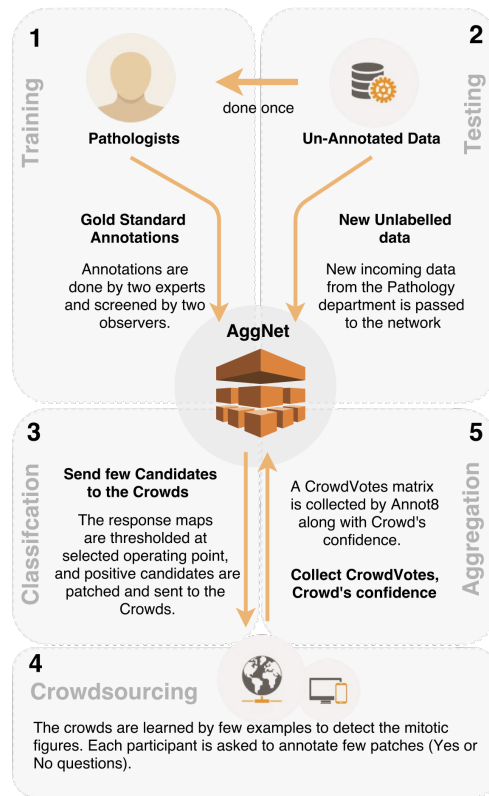 1
Training
Pathologists
done once
2
Testing
Un-Annotated Data
Gold Standard
Annotations
Annotations are
done by two experts
and screened by two
observers.
New Unlabelled
data
New incoming data
from the Pathology
department is passed
to the network
AggNet
3
Classifcation
Send few Candidates
to the Crowds
The response maps
are thresholded at
selected operating point,
and positive candidates are
patched and sent to the
Crowds.
5
Aggregation
A CrowdVotes matrix
is collected by Annot8
along with Crowd's
confidence.
Collect CrowdVotes,
Crowd's confidence
4
Crowdsourcing
The crowds are learned by few examples to detect the mitotic
figures. Each participant is asked to annotate few patches (Yes or
No questions).